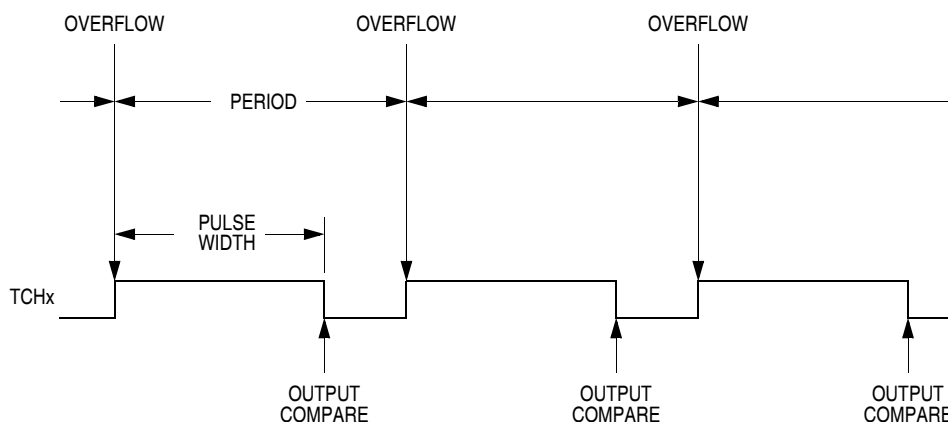 OVERFLOW
OVERFLOW
OVERFLOW
PERIOD
PULSE
WIDTH
TCHx
OUTPUT
COMPARE
OUTPUT
COMPARE
OUTPUT
COMPARE